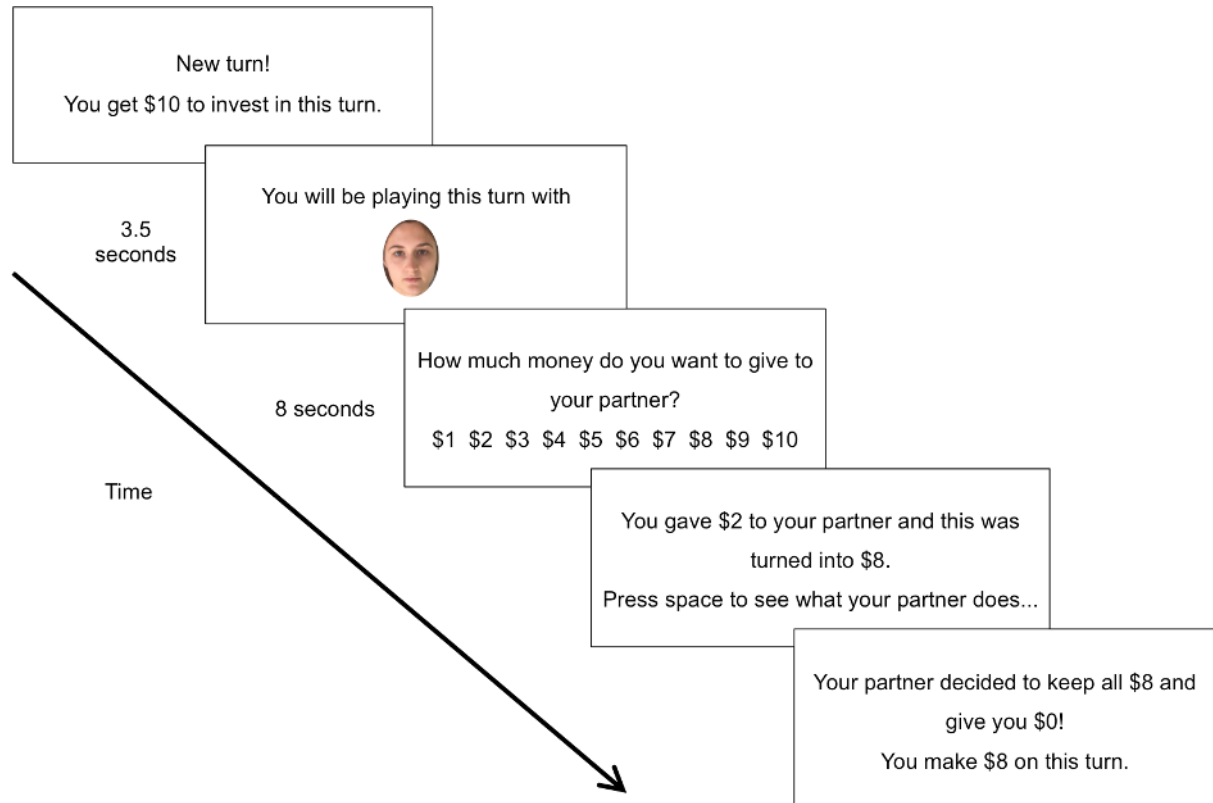 New turn!
You get $10 to invest in this turn.
You will be playing this turn with
3.5
seconds
How much money do you want to give to
your partner?
$1 $2 $3 $4 $5 $6 $7 $8 $9 $10
8 seconds
Time
You gave $2 to your partner and this was
turned into $8.
Press space to see what your partner does...
Your partner decided to keep all $8 and
give you $0!
You make $8 on this turn.